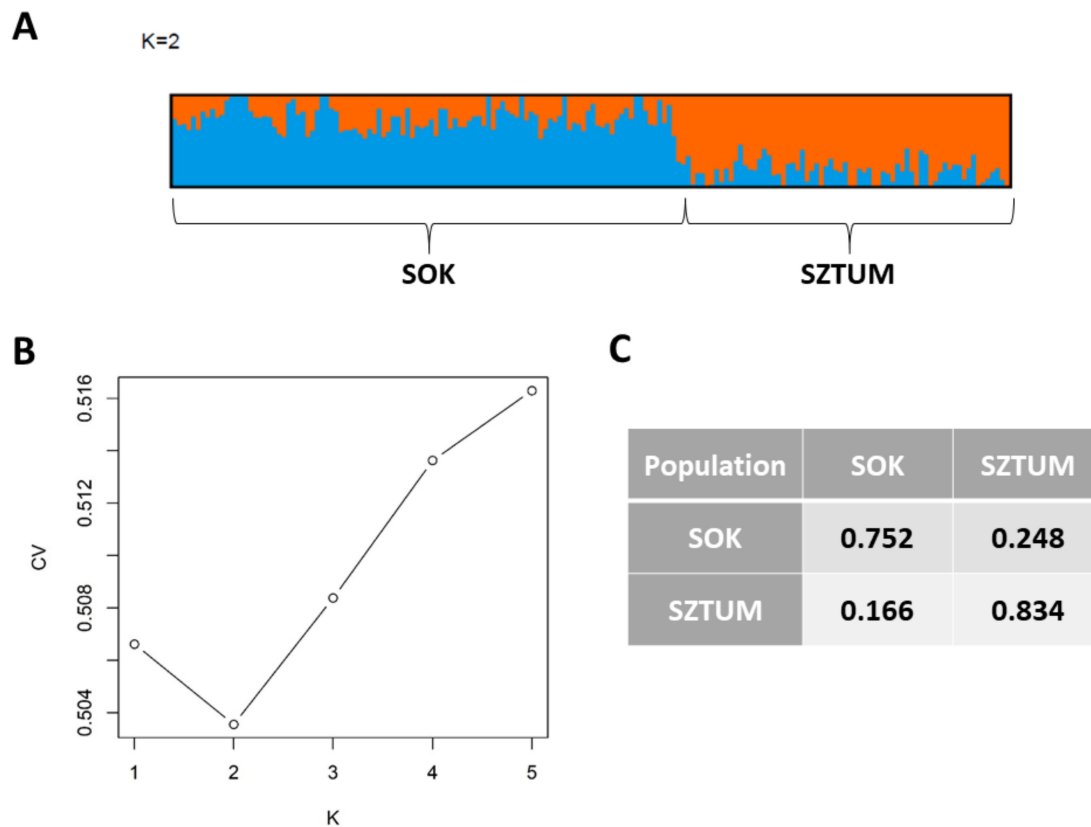 A
K=2
SOK
SZTUM
B
0.516
0.512
0.508
0.504
CV
1 2 3 4 5
K
C
Population SOK SZTUM
SOK 0.752 0.248
SZTUM 0.166 0.834